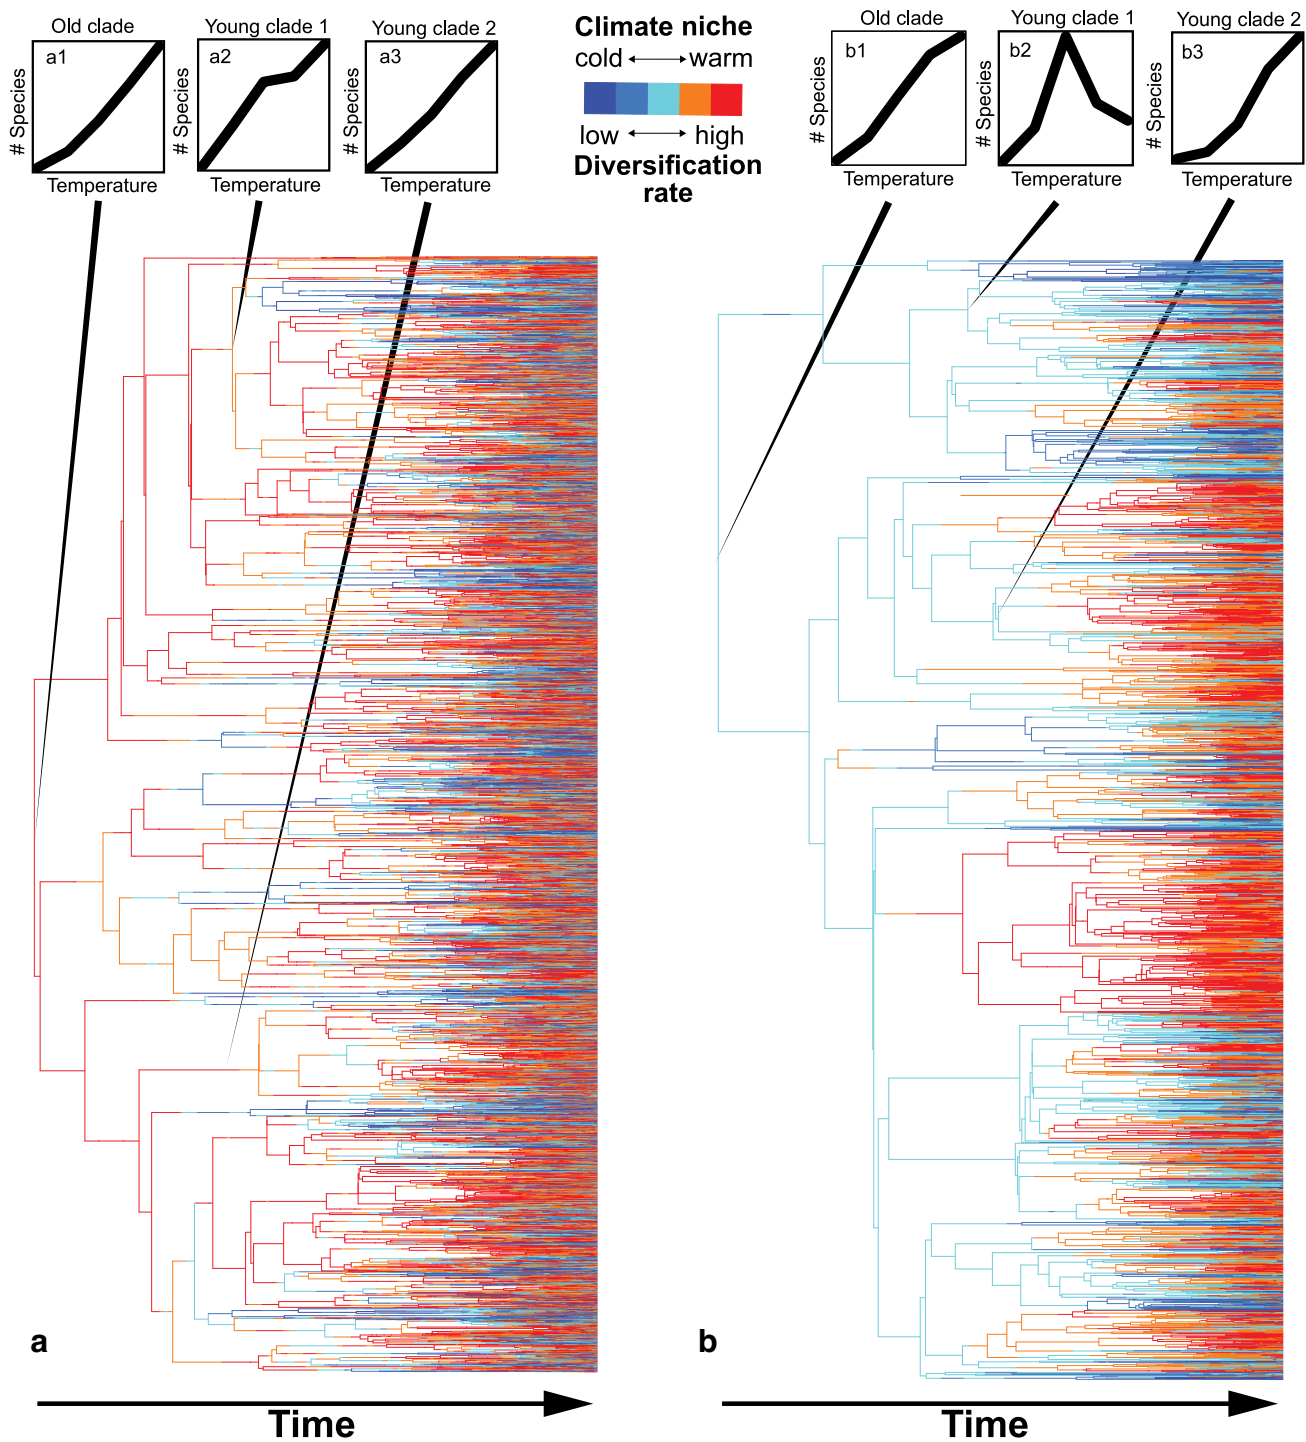 Old clade
a1
# Species
Temperature
Young clade 1
a2
# Species
Temperature
Young clade 2
a3
# Species
Temperature
Climate niche
cold
warm
low
high
Diversification
rate
Old clade
b1
# Species
Temperature
Young clade 1
b2
# Species
Temperature
Young clade 2
b3
# Species
Temperature
a
b
Time
Time